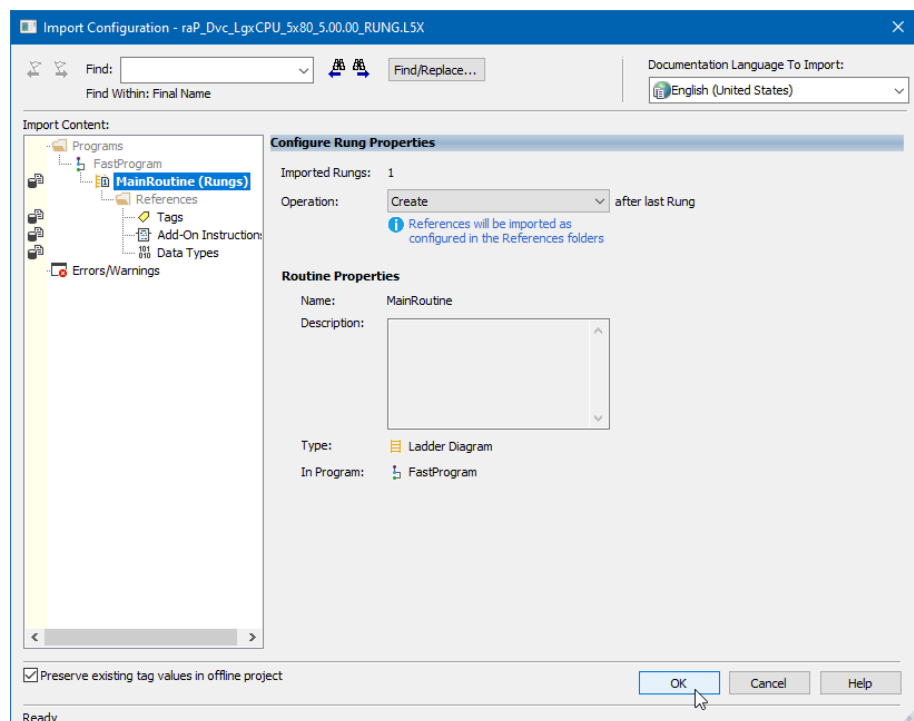 Import Configuration - raP_Dvc_LgxCPU_5x80_5.00.00_RUNG.L5X
Find:
Find/Replace...
Find Within: Final Name
Documentation Language To Import:
English (United States)
Import Content:
Programs
FastProgram
MainRoutine (Rungs)
References
Tags
Add-On Instruction:
Data Types
Errors/Warnings
Configure Rung Properties
Imported Rungs: 1
Operation: Create after last Rung
References will be imported as
configured in the References folders
Routine Properties
Name: MainRoutine
Description:
Type: Ladder Diagram
In Program: FastProgram
Preserve existing tag values in offline project
OK Cancel Help
Ready